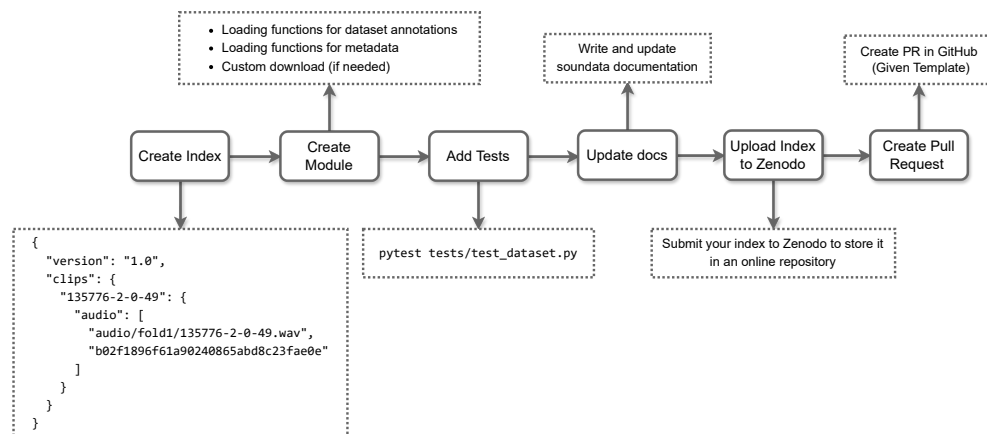 • Loading functions for dataset annotations
• Loading functions for metadata
• Custom download (if needed)
Write and update
soundata documentation
Create PR in GitHub
(Given Template)
Create Index
Create
Module
Add Tests
Update docs
Upload Index
to Zenodo
Create Pull
Request
{
  "version": "1.0",
  "clips": {
    "135776-2-0-49": {
      "audio": [
        "audio/fold1/135776-2-0-49.wav",
        "b02f1896f61a90240865abd8c23fae0e"
      ]
    }
  }
}
pytest tests/test_dataset.py
Submit your index to Zenodo to store it
in an online repository